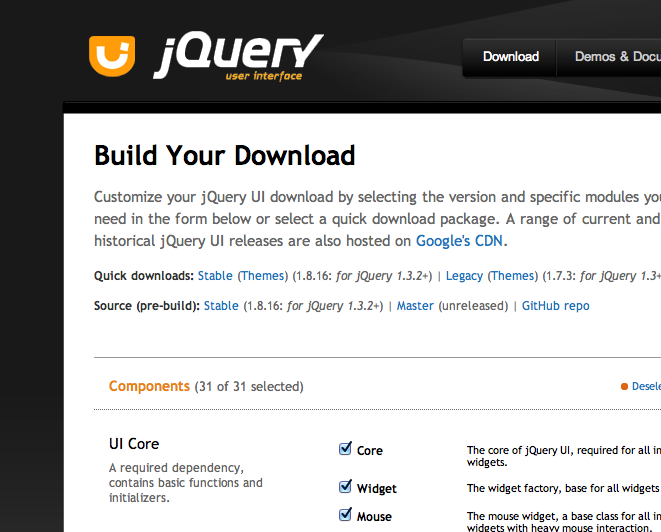 jQuery
user interface
Download Demos & Docu
Build Your Download
Customize your jQuery UI download by selecting the version and specific modules you
need in the form below or select a quick download package. A range of current and
historical jQuery UI releases are also hosted on Google's CDN.
Quick downloads: Stable (Themes) (1.8.16: for jQuery 1.3.2+) | Legacy (Themes) (1.7.3: for jQuery 1.3+
Source (pre-build): Stable (1.8.16: for jQuery 1.3.2+) | Master (unreleased) | GitHub repo
Components (31 of 31 selected)
Desele
UI Core
A required dependency,
contains basic functions and
initializers.
Core
The core of jQuery UI, required for all in
widgets.
Widget
The widget factory, base for all widgets
Mouse
The mouse widget, a base class for all in
widgets with heavy mouse interaction.